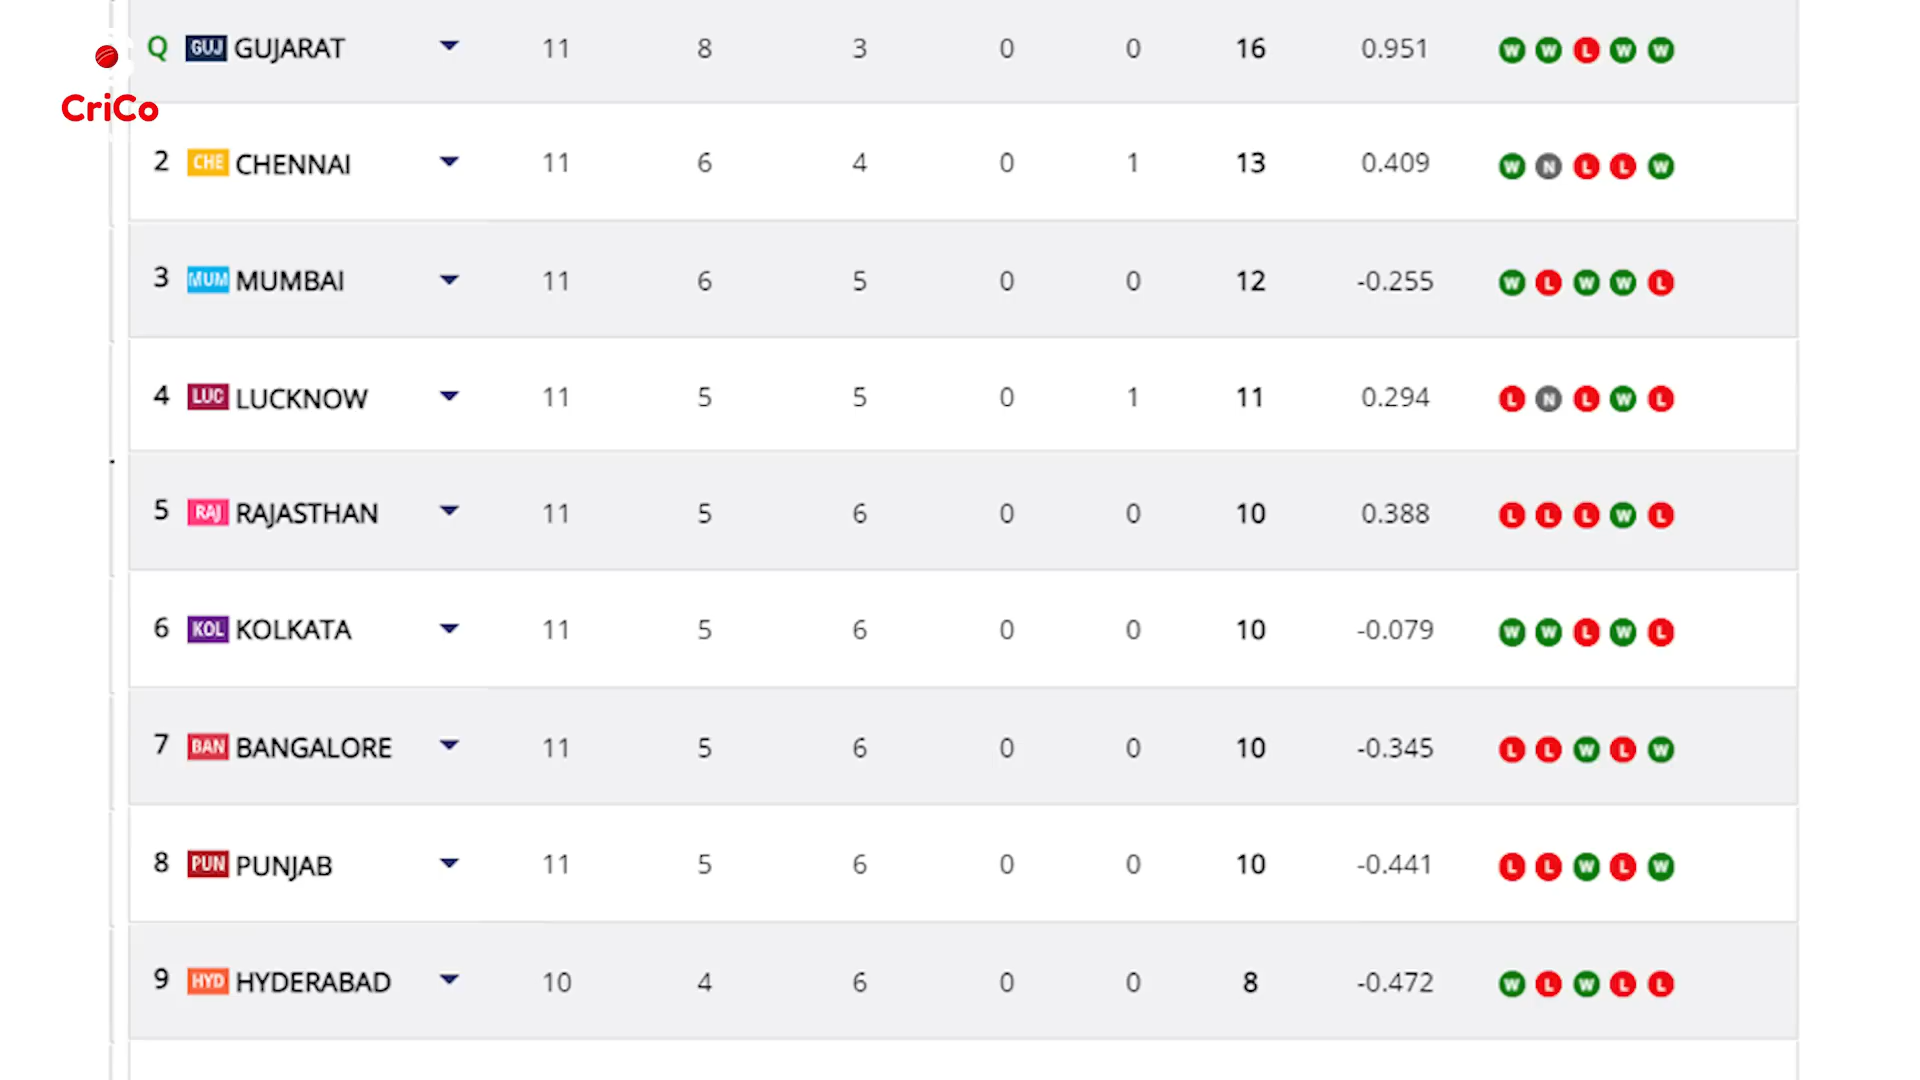 Q GUJ GUJARAT 11 8 3 0 0 16 0.951 W W L W W
CriCo
2 CHE CHENNAI 11 6 4 0 1 13 0.409 W N L L W
3 MUM MUMBAI 11 6 5 0 0 12 -0.255 W L W W L
4 LUC LUCKNOW 11 5 5 0 1 11 0.294 L N L W L
5 RAJ RAJASTHAN 11 5 6 0 0 10 0.388 L L L W L
6 KOL KOLKATA 11 5 6 0 0 10 -0.079 W W L W L
7 BAN BANGALORE 11 5 6 0 0 10 -0.345 L L W L W
8 PUN PUNJAB 11 5 6 0 0 10 -0.441 L L W L W
9 HYD HYDERABAD 10 4 6 0 0 8 -0.472 W L W L L